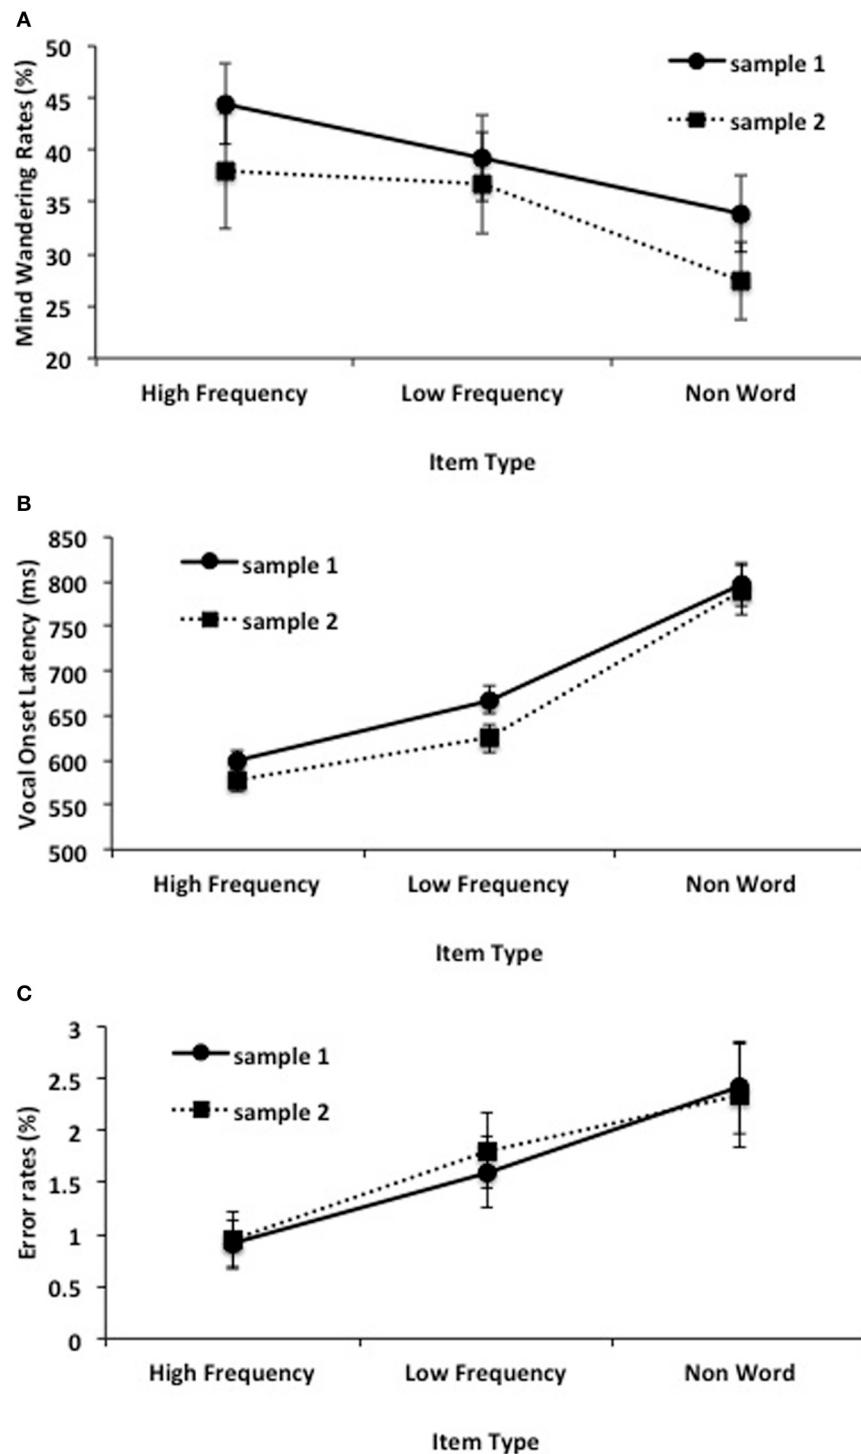 A
Mind Wandering Rates (%)
50
45
40
35
30
25
20
sample 1
sample 2
High Frequency Low Frequency Non Word
Item Type
B
Vocal Onset Latency (ms)
850
800
750
700
650
600
550
500
sample 1
sample 2
High Frequency Low Frequency Non Word
Item Type
C
Error rates (%)
3
2.5
2
1.5
1
0.5
0
sample 1
sample 2
High Frequency Low Frequency Non Word
Item Type